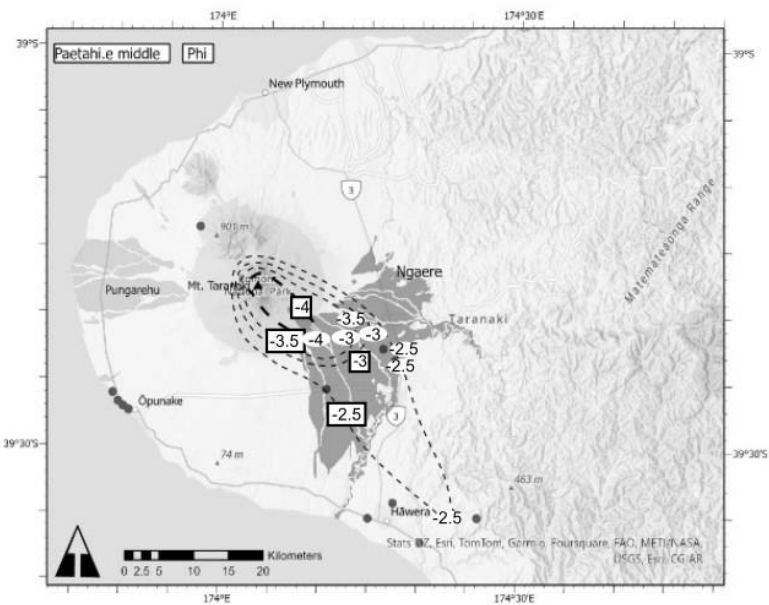 174°E 174°30'E
39°S 39°S
Paetahi.e middle Phi
New Plymouth
3
901 m
Matemateaonga Range
Ngaere
Pungarehu Mt. Taranaki
Park
Taranaki
-4
-3.5
-3.5 -4 -3 -3
-2.5
-3 -2.5
-2.5
Ōpunake
3
39°30'S 74 m 39°30'S
463 m
Hāwera -2.5
Stats NZ, Esri, TomTom, Garmin, Foursquare, FAO, METI/NASA,
USGS, Esri, CGIAR
Kilometers
0 2.5 5 10 15 20
174°E 174°30'E